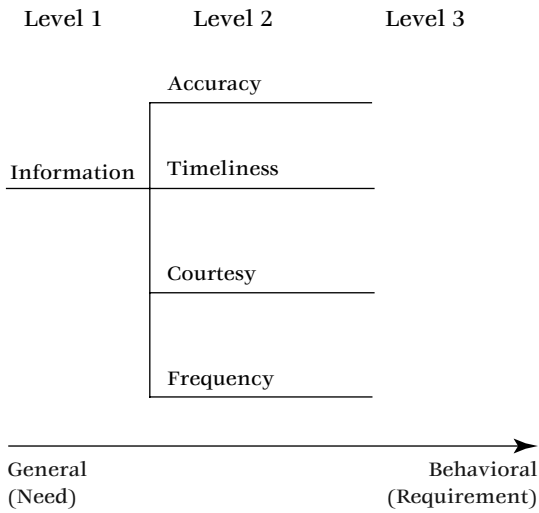 Level 1 Level 2 Level 3
Accuracy
Information Timeliness
Courtesy
Frequency
General Behavioral
(Need) (Requirement)